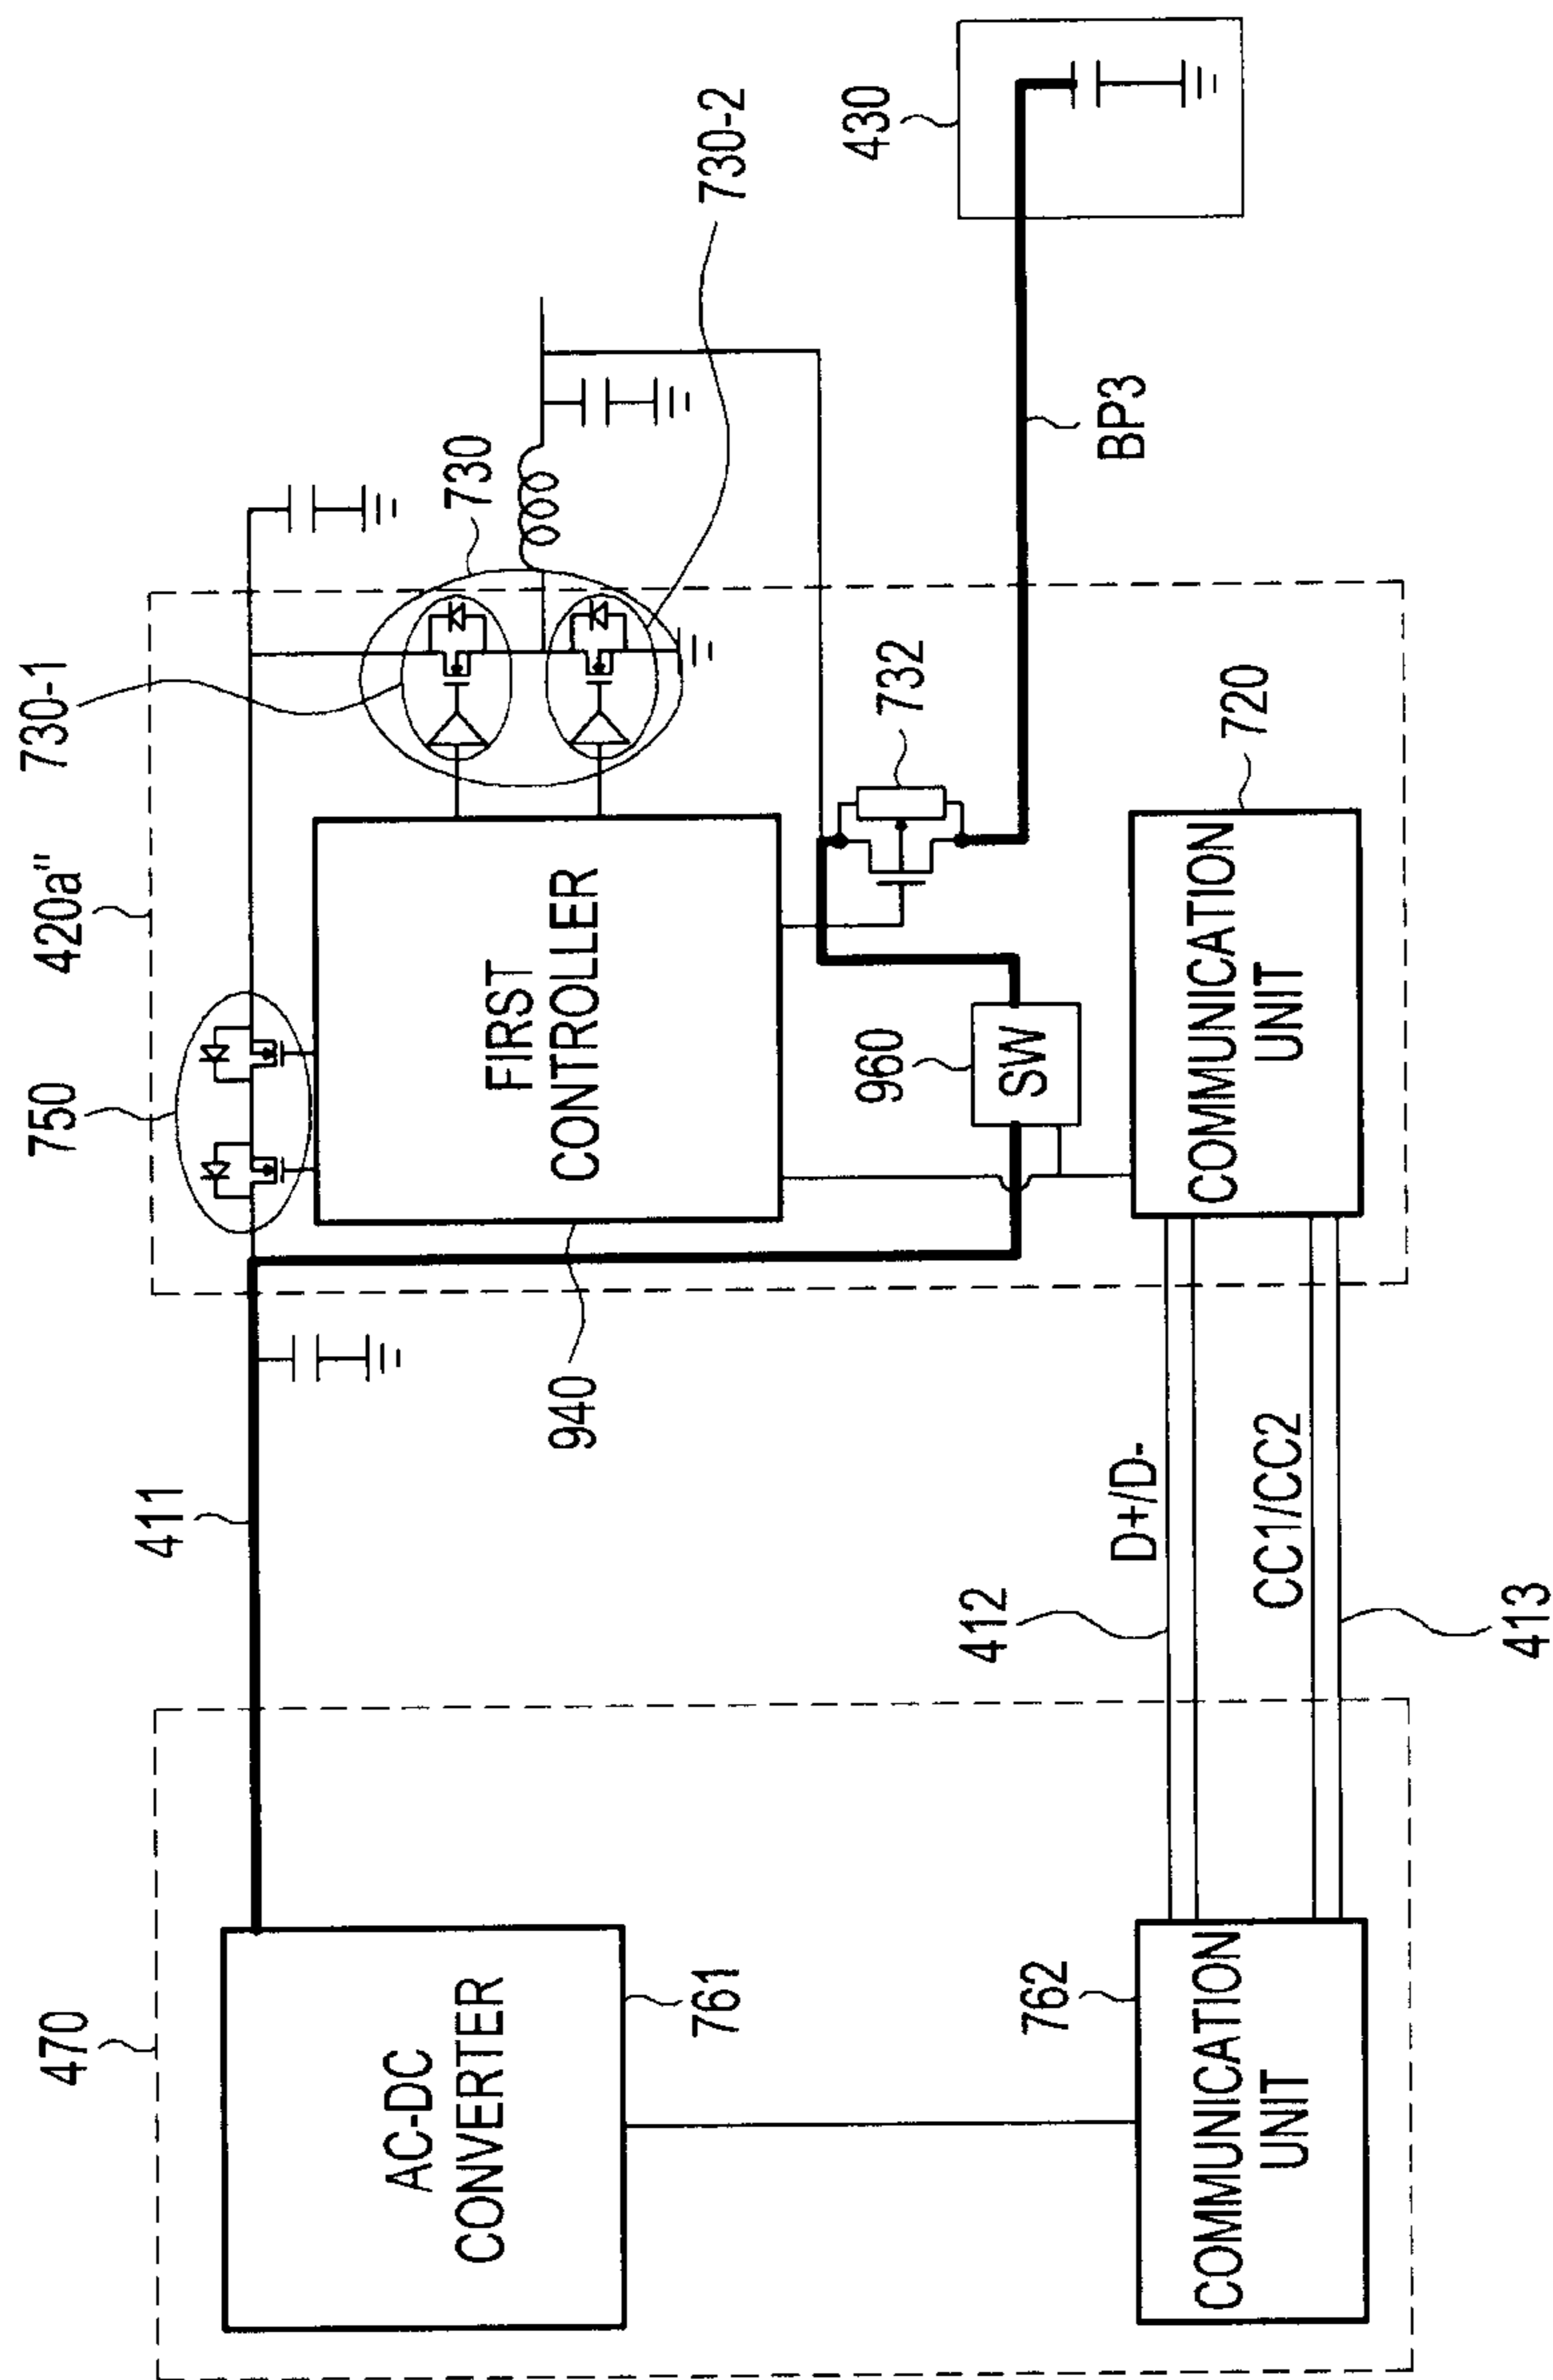 470
AC-DC
CONVERTER
761
762
COMMUNICATION
UNIT
411
412
D+/D-
CC1/CC2
413
420a"
750
940
FIRST
CONTROLLER
730-1
730
730-2
732
960
SW
720
COMMUNICATION
UNIT
BP3
430